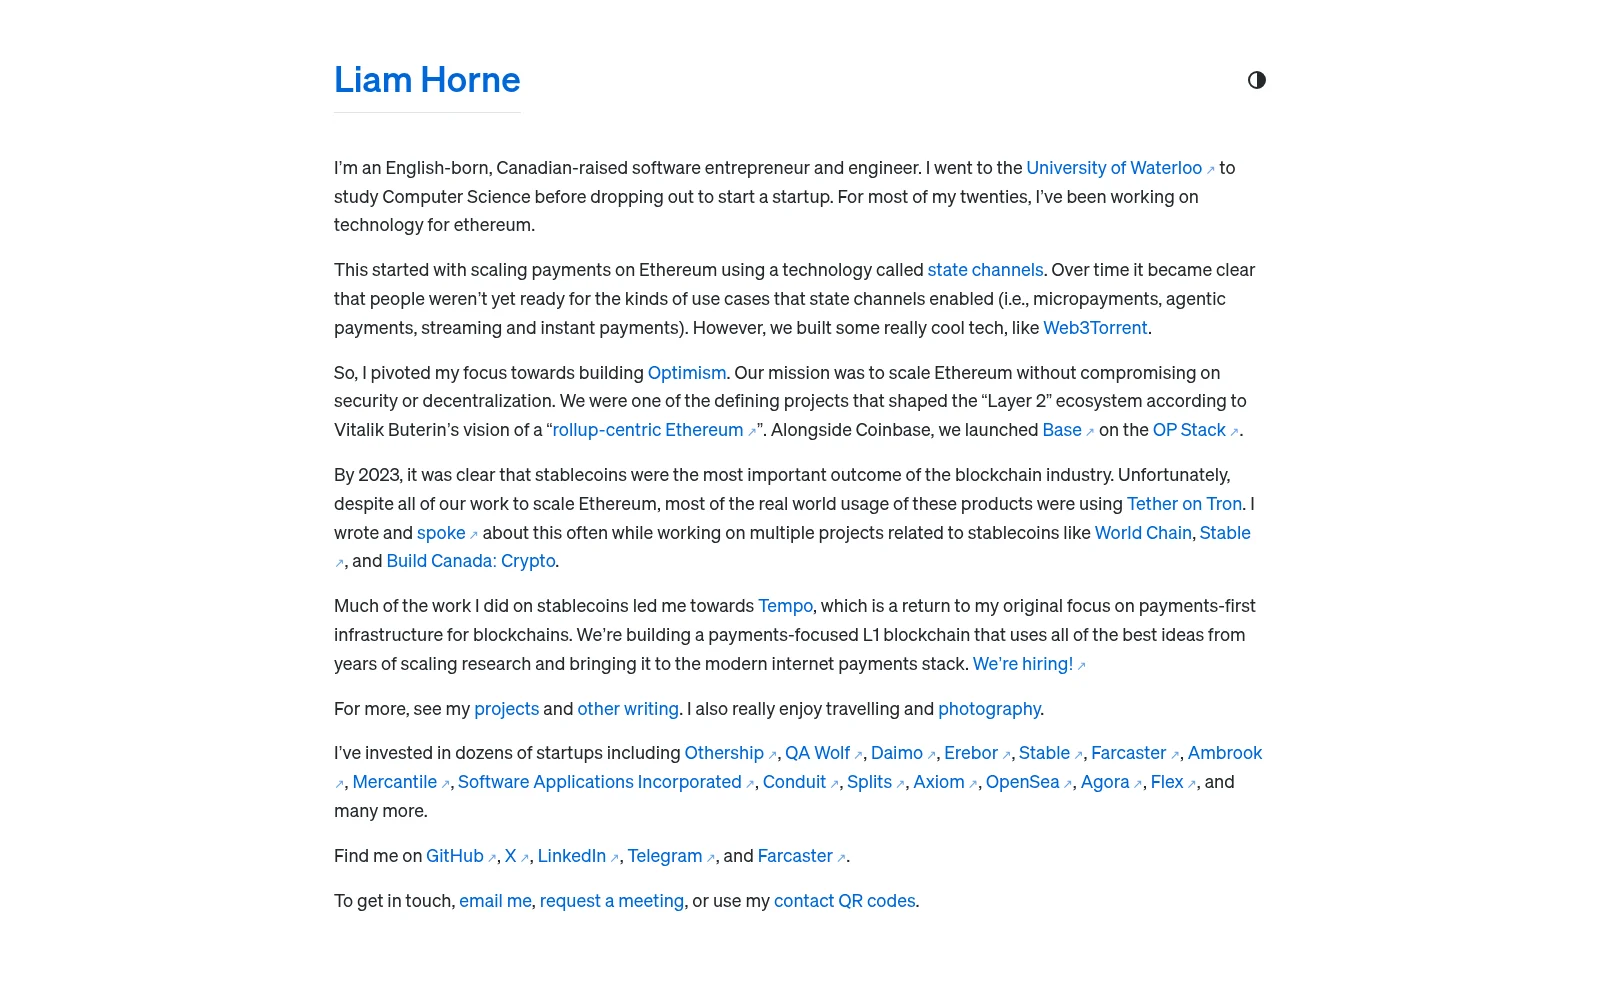 Liam Horne
I’m an English-born, Canadian-raised software entrepreneur and engineer. I went to the University of Waterloo ↗ to
study Computer Science before dropping out to start a startup. For most of my twenties, I’ve been working on
technology for ethereum.
This started with scaling payments on Ethereum using a technology called state channels. Over time it became clear
that people weren’t yet ready for the kinds of use cases that state channels enabled (i.e., micropayments, agentic
payments, streaming and instant payments). However, we built some really cool tech, like Web3Torrent.
So, I pivoted my focus towards building Optimism. Our mission was to scale Ethereum without compromising on
security or decentralization. We were one of the defining projects that shaped the “Layer 2” ecosystem according to
Vitalik Buterin’s vision of a “rollup-centric Ethereum ↗”. Alongside Coinbase, we launched Base ↗ on the OP Stack ↗.
By 2023, it was clear that stablecoins were the most important outcome of the blockchain industry. Unfortunately,
despite all of our work to scale Ethereum, most of the real world usage of these products were using Tether on Tron. I
wrote and spoke ↗ about this often while working on multiple projects related to stablecoins like World Chain, Stable
↗, and Build Canada: Crypto.
Much of the work I did on stablecoins led me towards Tempo, which is a return to my original focus on payments-first
infrastructure for blockchains. We’re building a payments-focused L1 blockchain that uses all of the best ideas from
years of scaling research and bringing it to the modern internet payments stack. We’re hiring! ↗
For more, see my projects and other writing. I also really enjoy travelling and photography.
I’ve invested in dozens of startups including Othership ↗, QA Wolf ↗, Daimo ↗, Erebor ↗, Stable ↗, Farcaster ↗, Ambrook
↗, Mercantile ↗, Software Applications Incorporated ↗, Conduit ↗, Splits ↗, Axiom ↗, OpenSea ↗, Agora ↗, Flex ↗, and
many more.
Find me on GitHub ↗, X ↗, LinkedIn ↗, Telegram ↗, and Farcaster ↗.
To get in touch, email me, request a meeting, or use my contact QR codes.